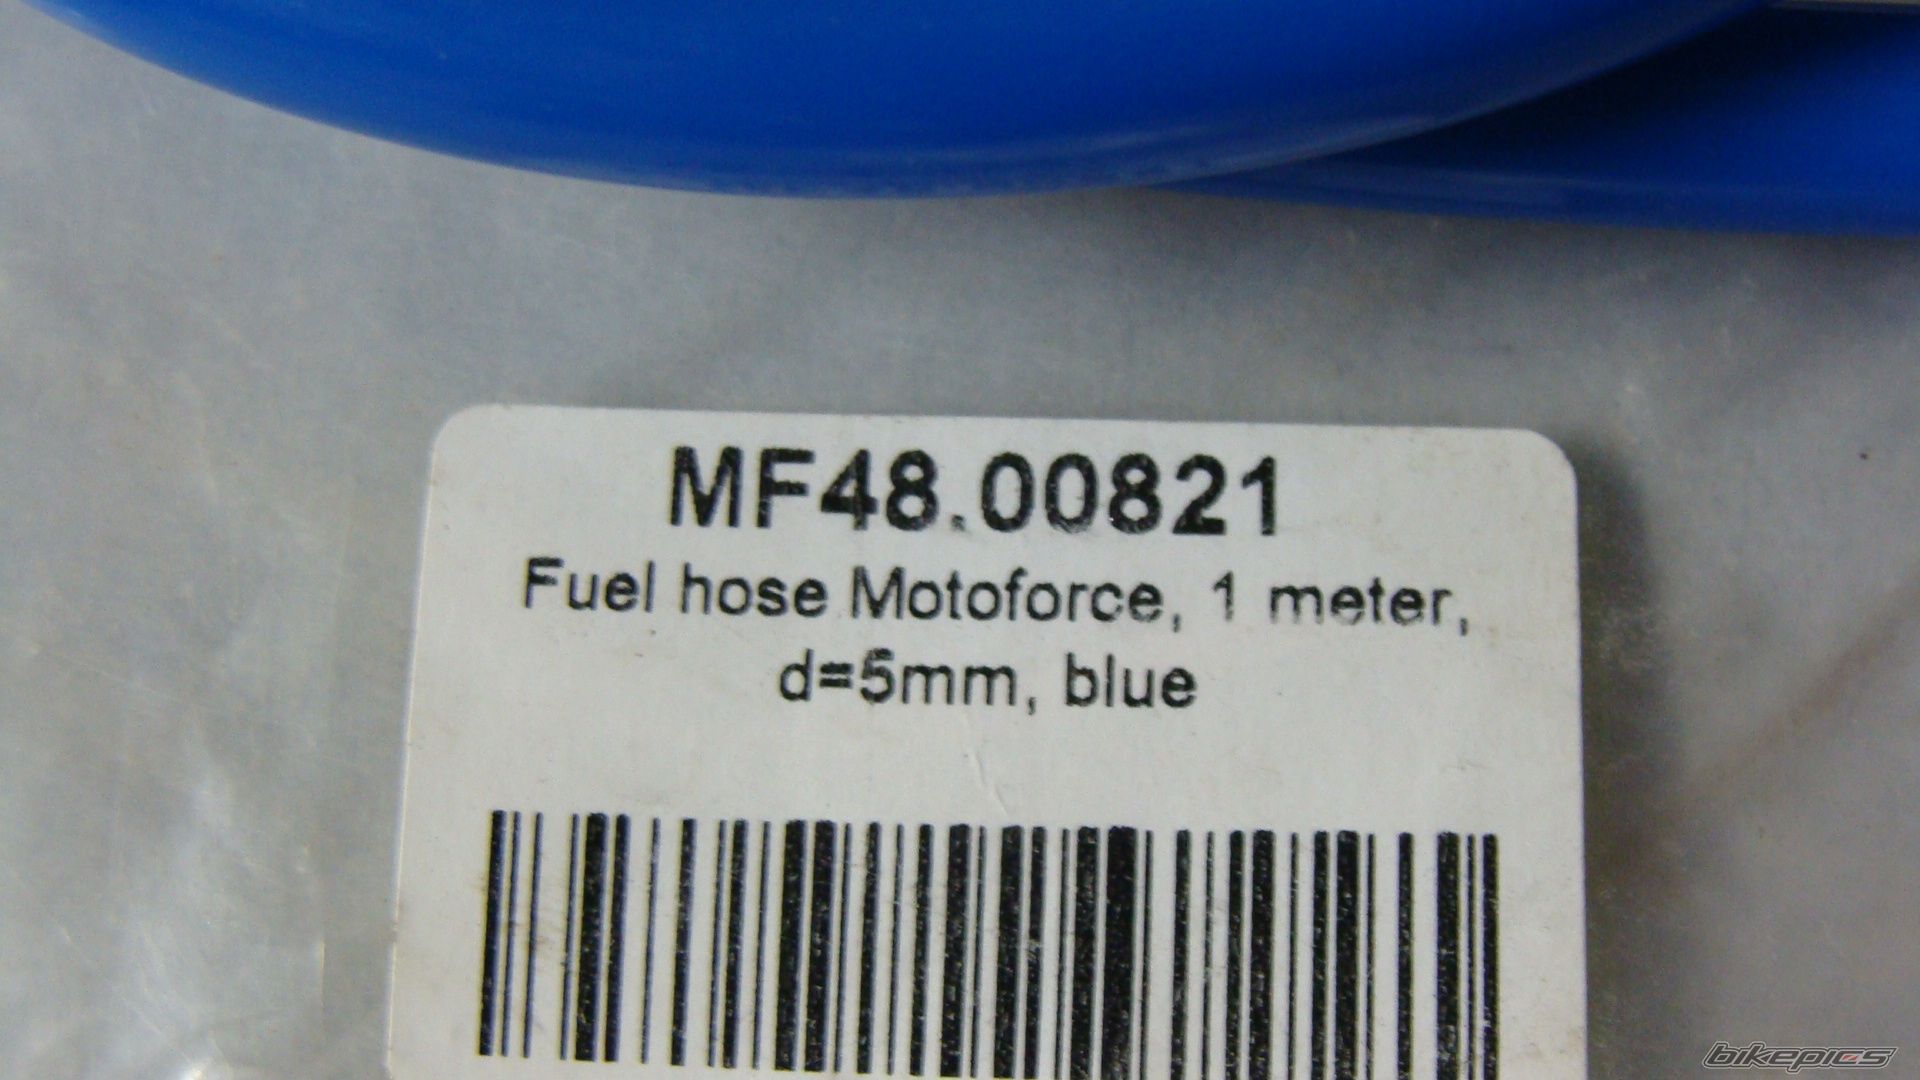 MF48.00821
Fuel hose Motoforce, 1 meter,
d=5mm, blue
bikepics